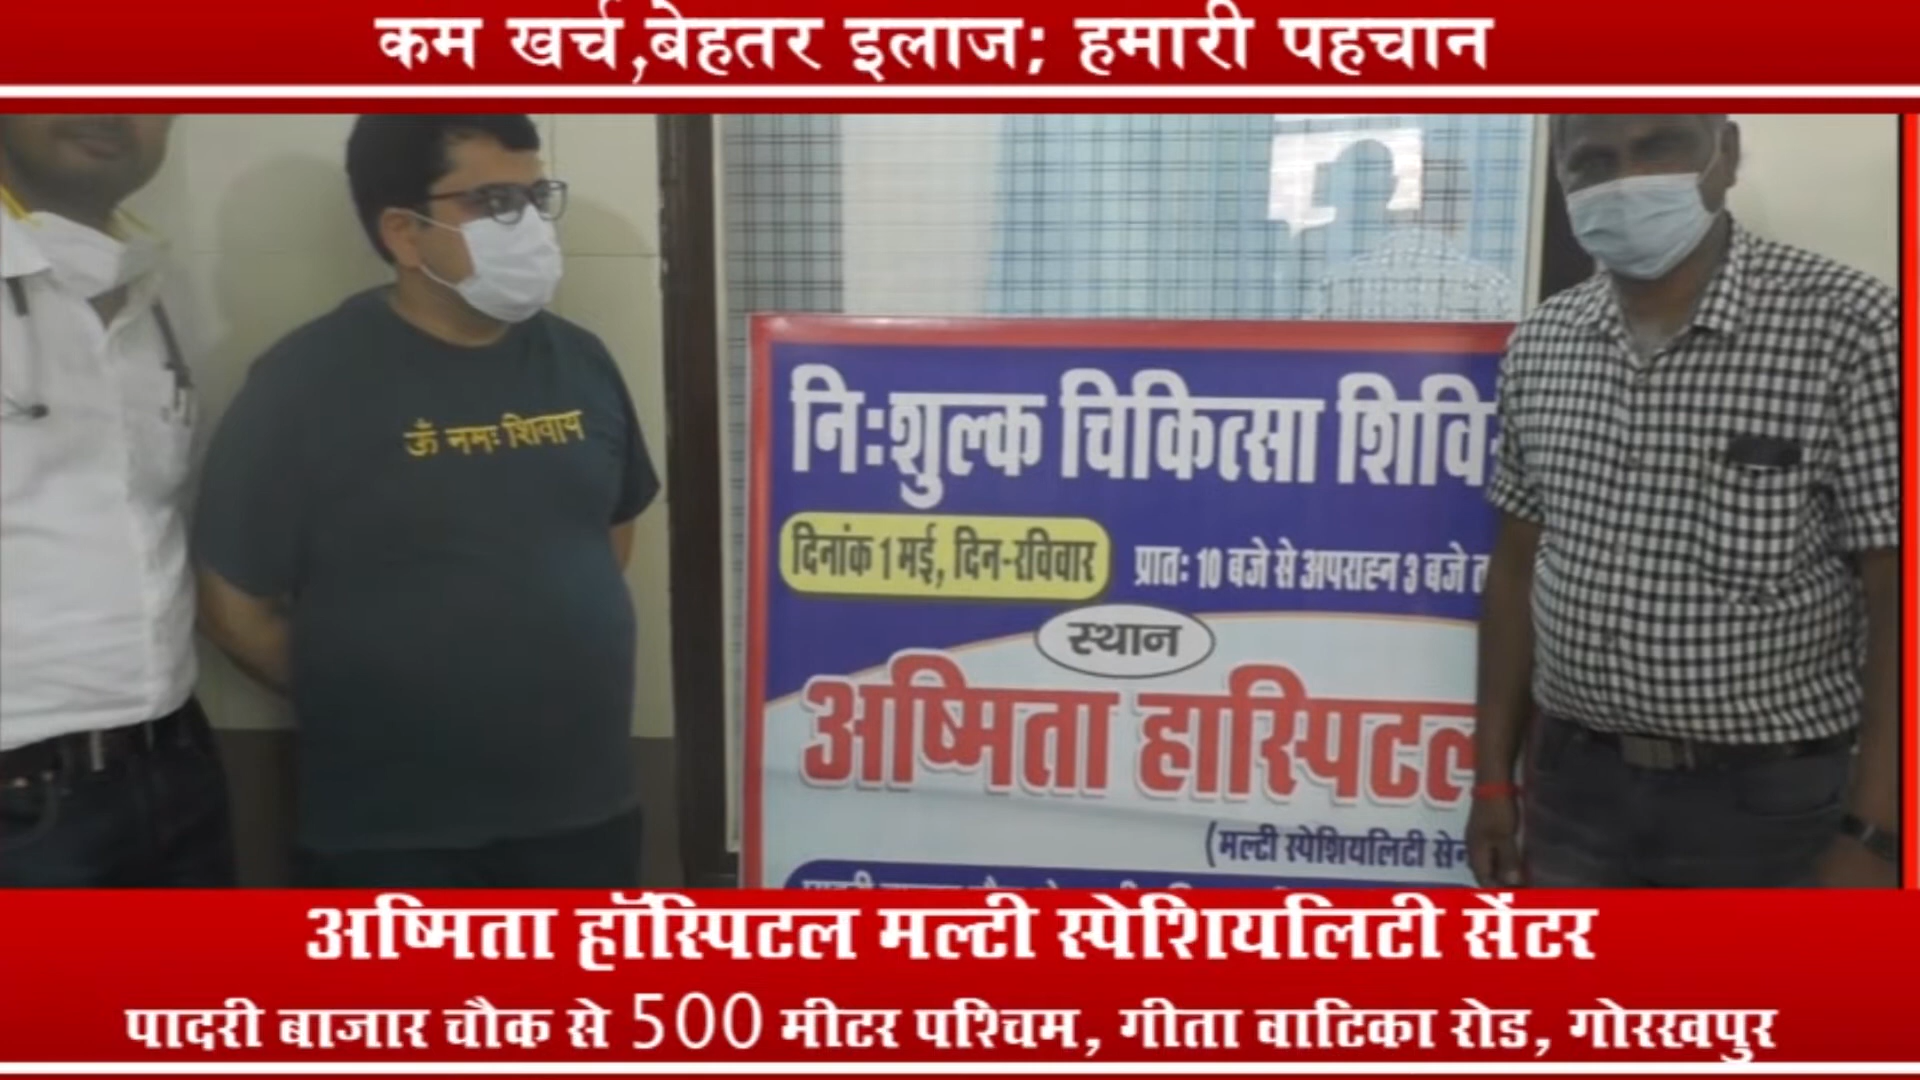 कम खर्च,बेहतर इलाज; हमारी पहचान
ॐ नमः शिवाय
निःशुल्क चिकित्सा
दिनांक 1 मई, दिन-रविवार
प्रातः 10 बजे से अपराह्न 3 बजे
स्थान
अष्मिता हास्पिटल
(मल्टी स्पेशियलिटी
अष्मिता हॉस्पिटल मल्टी स्पेशियलिटी सेंटर
पादरी बाजार चौक से 500 मीटर पश्चिम, गीता वाटिका रोड, गोरखपुर